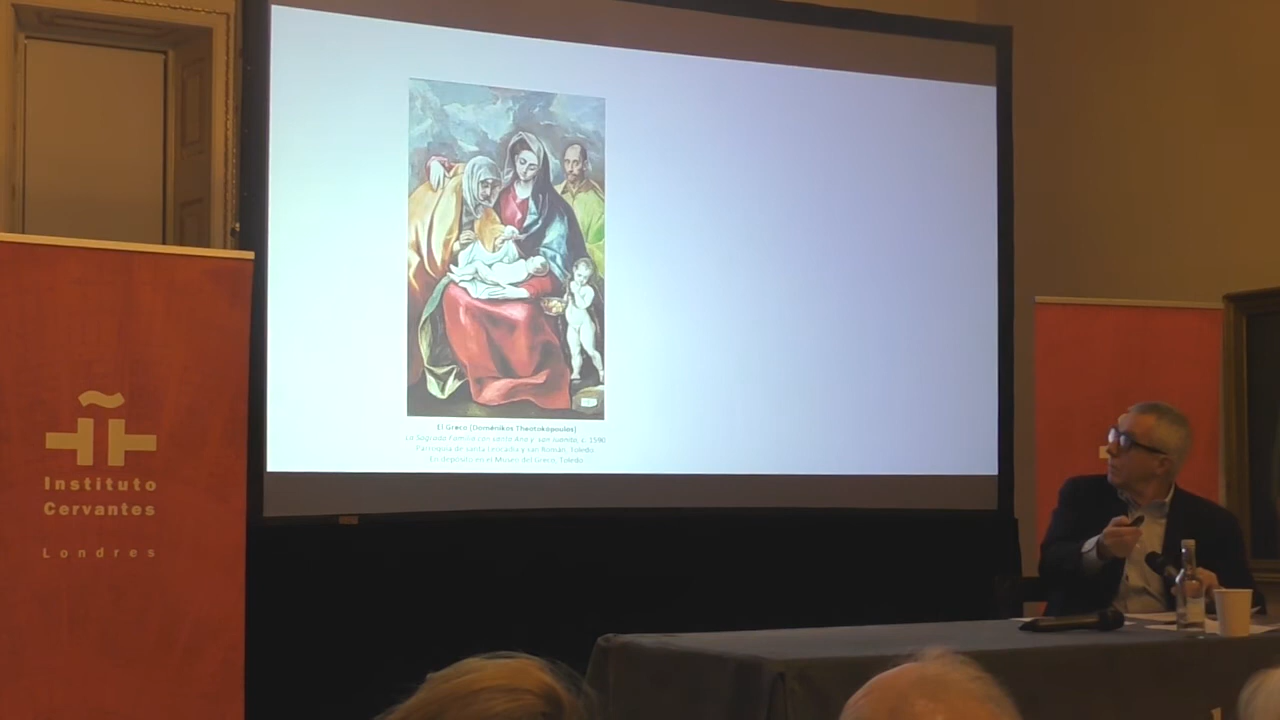 Instituto
Cervantes
Londres
El Greco [Doménikos Theotokópoulos]
La Sagrada Familia con santa Ana y san Juanito, c. 1590
Parroquia de santa Leocadia y san Román. Toledo
En depósito en el Museo del Greco. Toledo